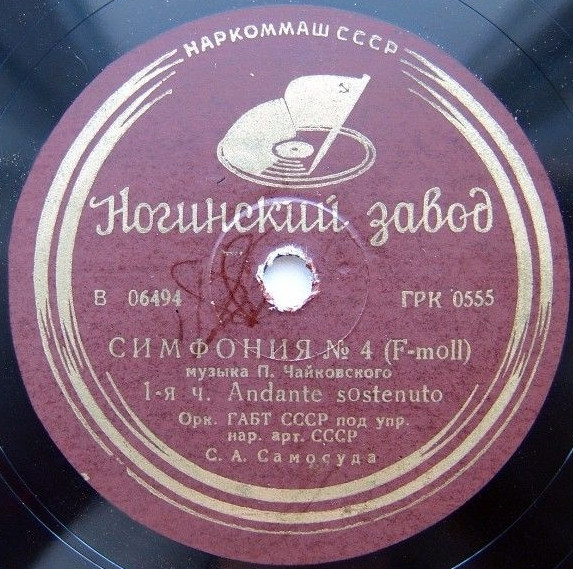 НАРКОММАШ СССР
Ногинский завод
В 06494 ГРК 0555
СИМФОНИЯ № 4 (F-moll)
музыка П. Чайковского
1-я ч. Andante sostenuto
Орк. ГАБТ СССР под упр.
нар. арт. СССР
С. А. Самосуда